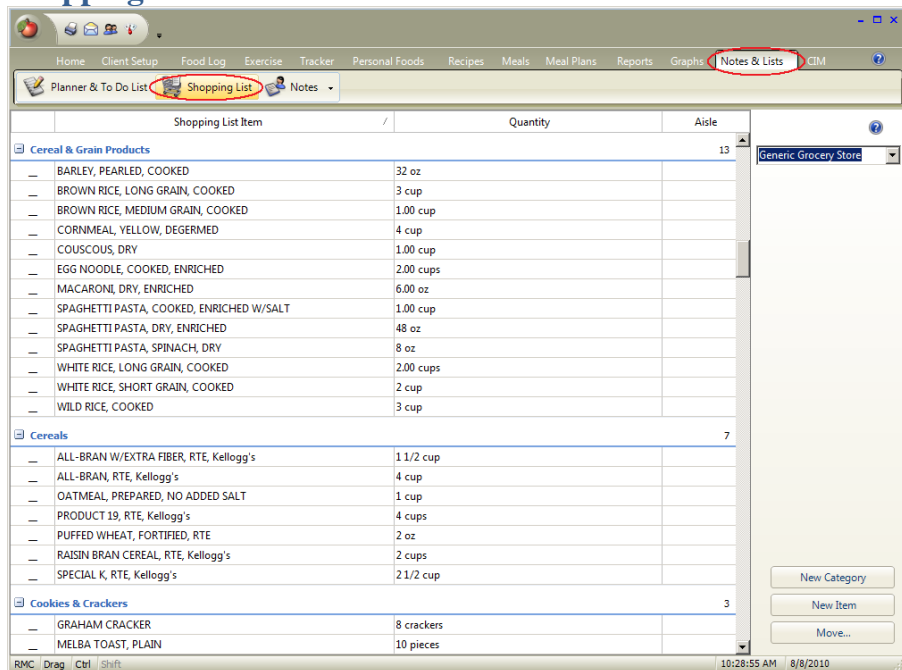 Home Client Setup Food Log Exercise Tracker Personal Foods Recipes Meals Meal Plans Reports Graphs Notes & Lists CIM
Planner & To Do List Shopping List Notes
Shopping List Item / Quantity Aisle
Generic Grocery Store
Cereal & Grain Products 13
BARLEY, PEARLED, COOKED 32 oz
BROWN RICE, LONG GRAIN, COOKED 3 cup
BROWN RICE, MEDIUM GRAIN, COOKED 1.00 cup
CORNMEAL, YELLOW, DEGERMED 4 cup
COUSCOUS, DRY 1.00 cup
EGG NOODLE, COOKED, ENRICHED 2.00 cups
MACARONI, DRY, ENRICHED 6.00 oz
SPAGHETTI PASTA, COOKED, ENRICHED W/SALT 1.00 cup
SPAGHETTI PASTA, DRY, ENRICHED 48 oz
SPAGHETTI PASTA, SPINACH, DRY 8 oz
WHITE RICE, LONG GRAIN, COOKED 2.00 cups
WHITE RICE, SHORT GRAIN, COOKED 2 cup
WILD RICE, COOKED 3 cup
Cereals 7
ALL-BRAN W/EXTRA FIBER, RTE, Kellogg's 1 1/2 cup
ALL-BRAN, RTE, Kellogg's 4 cup
OATMEAL, PREPARED, NO ADDED SALT 1 cup
PRODUCT 19, RTE, Kellogg's 4 cups
PUFFED WHEAT, FORTIFIED, RTE 2 oz
RAISIN BRAN CEREAL, RTE, Kellogg's 2 cups
SPECIAL K, RTE, Kellogg's 2 1/2 cup
Cookies & Crackers 3
GRAHAM CRACKER 8 crackers
MELBA TOAST, PLAIN 10 pieces
New Category
New Item
Move...
RMC Drag Ctrl Shift 10:28:55 AM 8/8/2010